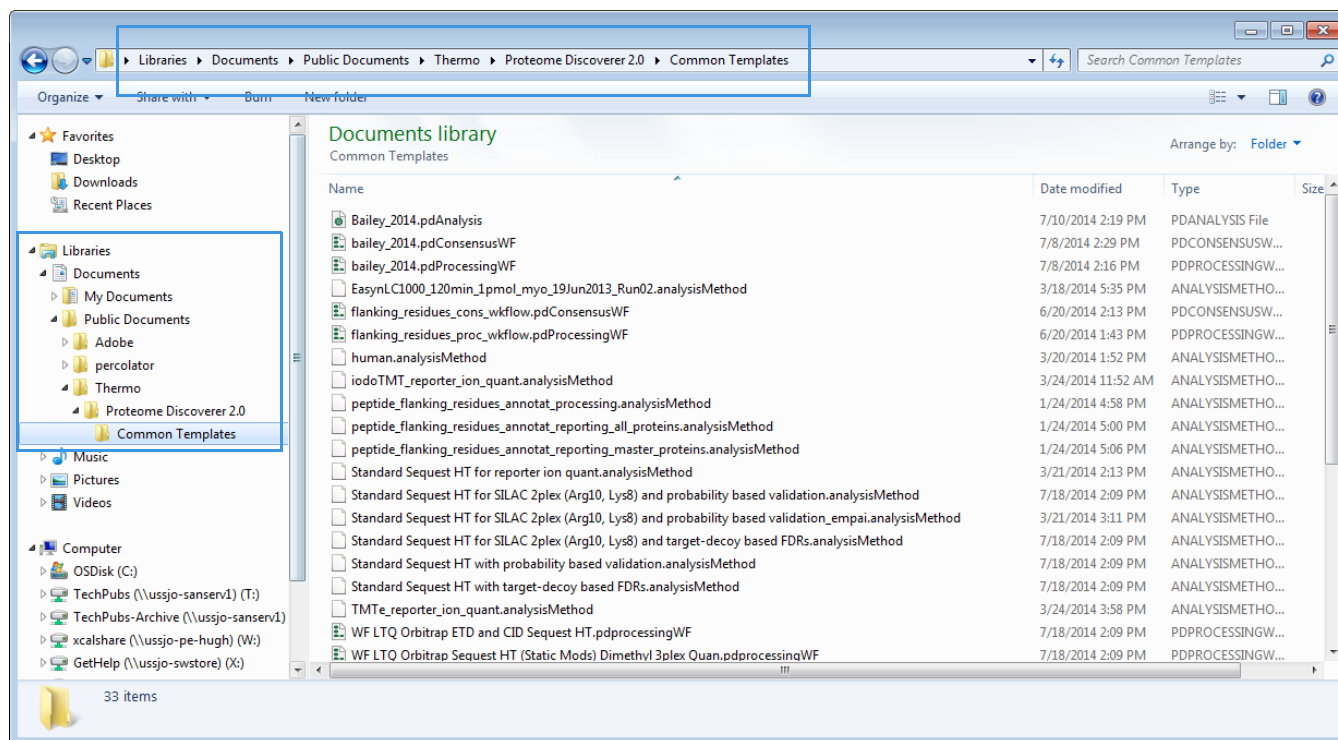 Libraries Documents Public Documents Thermo Proteome Discoverer 2.0 Common Templates Search Common Templates
Organize Share with Burn New folder
Favorites
Desktop
Downloads
Recent Places
Libraries
Documents
My Documents
Public Documents
Adobe
percolator
Thermo
Proteome Discoverer 2.0
Common Templates
Music
Pictures
Videos
Computer
OSDisk (C:)
TechPubs (\\ussjo-sanserv1) (T:)
TechPubs-Archive (\\ussjo-sanserv1)
xcalshare (\\ussjo-pe-hugh) (W:)
GetHelp (\\ussjo-swstore) (X:)
Documents library
Common Templates
Arrange by: Folder
Name Date modified Type Size
Bailey_2014.pdAnalysis 7/10/2014 2:19 PM PDANALYSIS File
bailey_2014.pdConsensusWF 7/8/2014 2:29 PM PDCONSENSUSW...
bailey_2014.pdProcessingWF 7/8/2014 2:16 PM PDPROCESSINGW...
EasynLC1000_120min_1pmol_myo_19Jun2013_Run02.analysisMethod 3/18/2014 5:35 PM ANALYSISMETHO...
flanking_residues_cons_wkflow.pdConsensusWF 6/20/2014 2:13 PM PDCONSENSUSW...
flanking_residues_proc_wkflow.pdProcessingWF 6/20/2014 1:43 PM PDPROCESSINGW...
human.analysisMethod 3/20/2014 1:52 PM ANALYSISMETHO...
iodoTMT_reporter_ion_quant.analysisMethod 3/24/2014 11:52 AM ANALYSISMETHO...
peptide_flanking_residues_annotat_processing.analysisMethod 1/24/2014 4:58 PM ANALYSISMETHO...
peptide_flanking_residues_annotat_reporting_all_proteins.analysisMethod 1/24/2014 5:00 PM ANALYSISMETHO...
peptide_flanking_residues_annotat_reporting_master_proteins.analysisMethod 1/24/2014 5:06 PM ANALYSISMETHO...
Standard Sequest HT for reporter ion quant.analysisMethod 3/21/2014 2:13 PM ANALYSISMETHO...
Standard Sequest HT for SILAC 2plex (Arg10, Lys8) and probability based validation.analysisMethod 7/18/2014 2:09 PM ANALYSISMETHO...
Standard Sequest HT for SILAC 2plex (Arg10, Lys8) and probability based validation_empai.analysisMethod 3/21/2014 3:11 PM ANALYSISMETHO...
Standard Sequest HT for SILAC 2plex (Arg10, Lys8) and target-decoy based FDRs.analysisMethod 7/18/2014 2:09 PM ANALYSISMETHO...
Standard Sequest HT with probability based validation.analysisMethod 7/18/2014 2:09 PM ANALYSISMETHO...
Standard Sequest HT with target-decoy based FDRs.analysisMethod 7/18/2014 2:09 PM ANALYSISMETHO...
TMTe_reporter_ion_quant.analysisMethod 3/24/2014 3:58 PM ANALYSISMETHO...
WF LTQ Orbitrap ETD and CID Sequest HT.pdprocessingWF 7/18/2014 2:09 PM PDPROCESSINGW...
WF LTQ Orbitrap Sequest HT (Static Mods) Dimethyl 3plex Quan.pdprocessingWF 7/18/2014 2:09 PM PDPROCESSINGW...
33 items